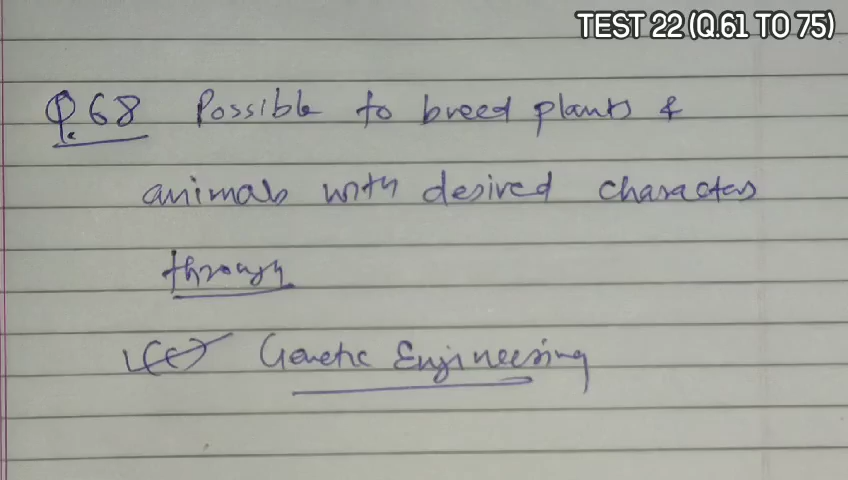 TEST 22 (Q.61 TO 75)
Q.68 Possible to breed plants &
animals with desired characters
through
(c) Genetic Engineering